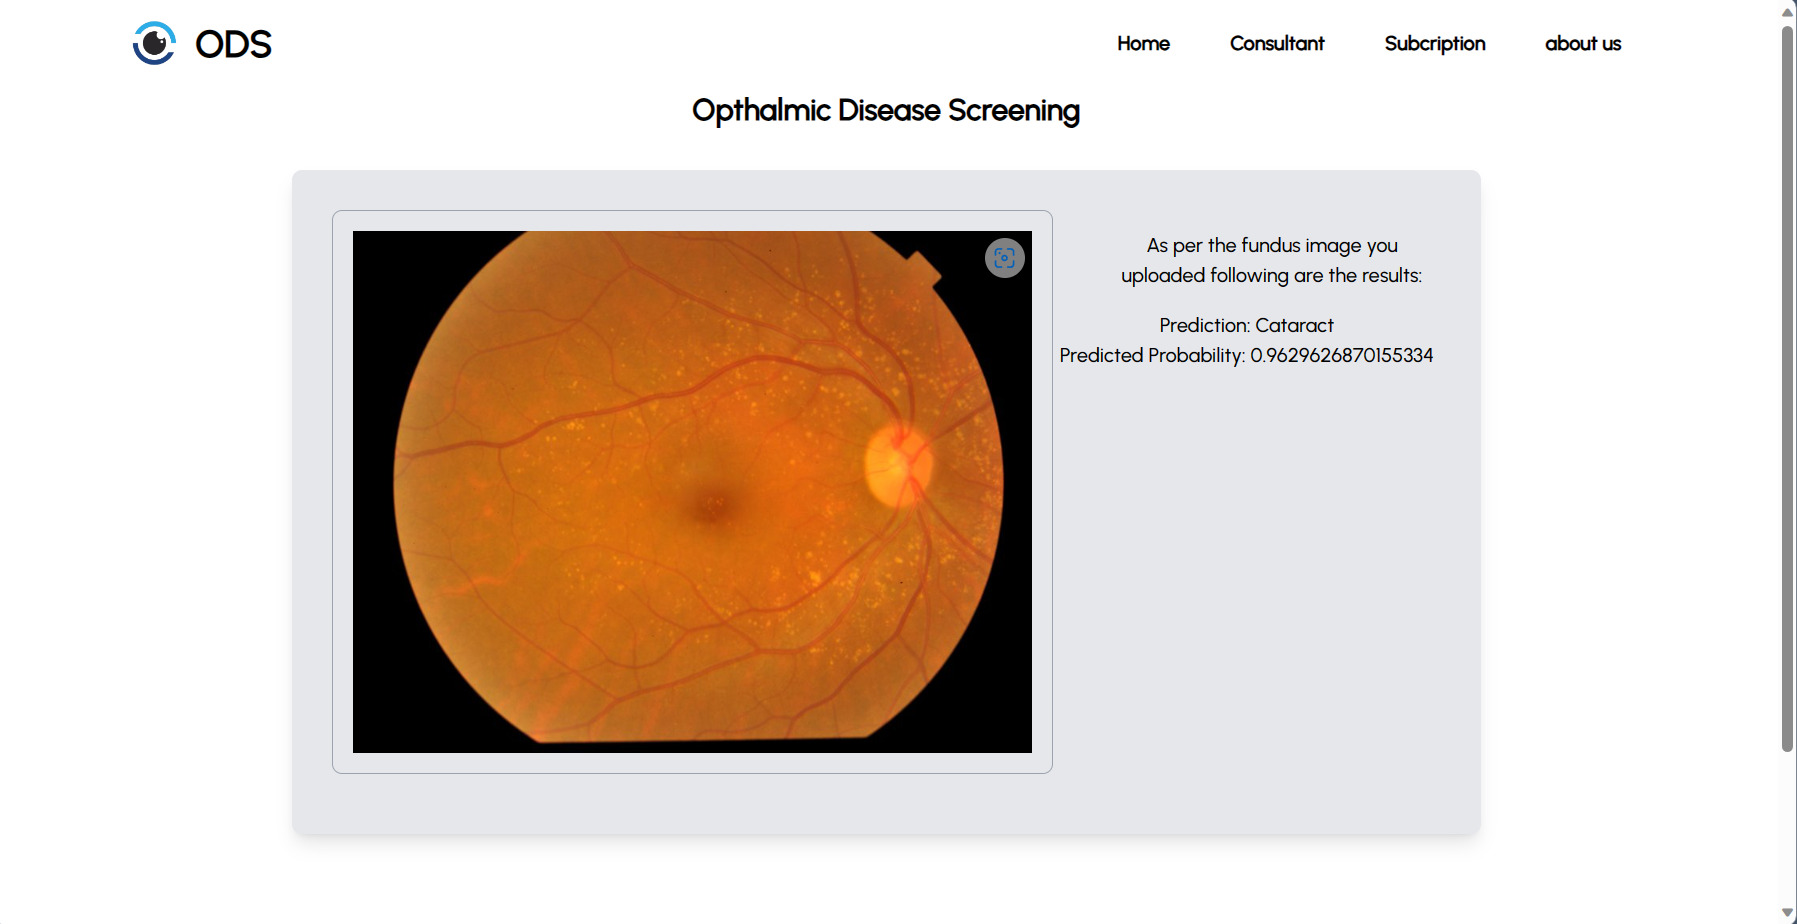 ODS
Home Consultant Subcription about us
Opthalmic Disease Screening
As per the fundus image you
uploaded following are the results:
Prediction: Cataract
Predicted Probability: 0.9629626870155334